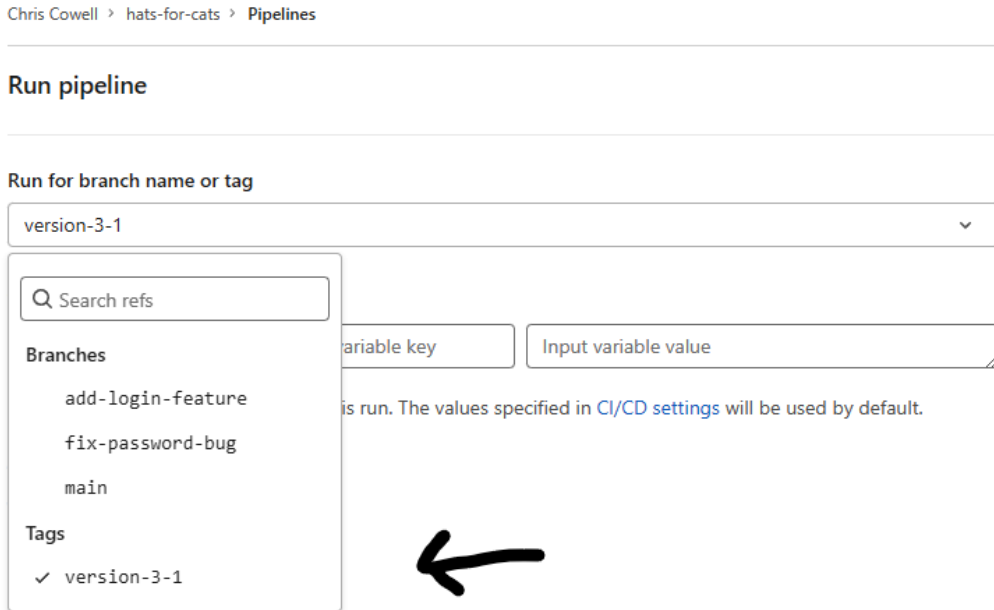 Chris Cowell > hats-for-cats > Pipelines
Run pipeline
Run for branch name or tag
version-3-1
Search refs
Branches
ariable key Input variable value
add-login-feature
is run. The values specified in CI/CD settings will be used by default.
fix-password-bug
main
Tags
version-3-1